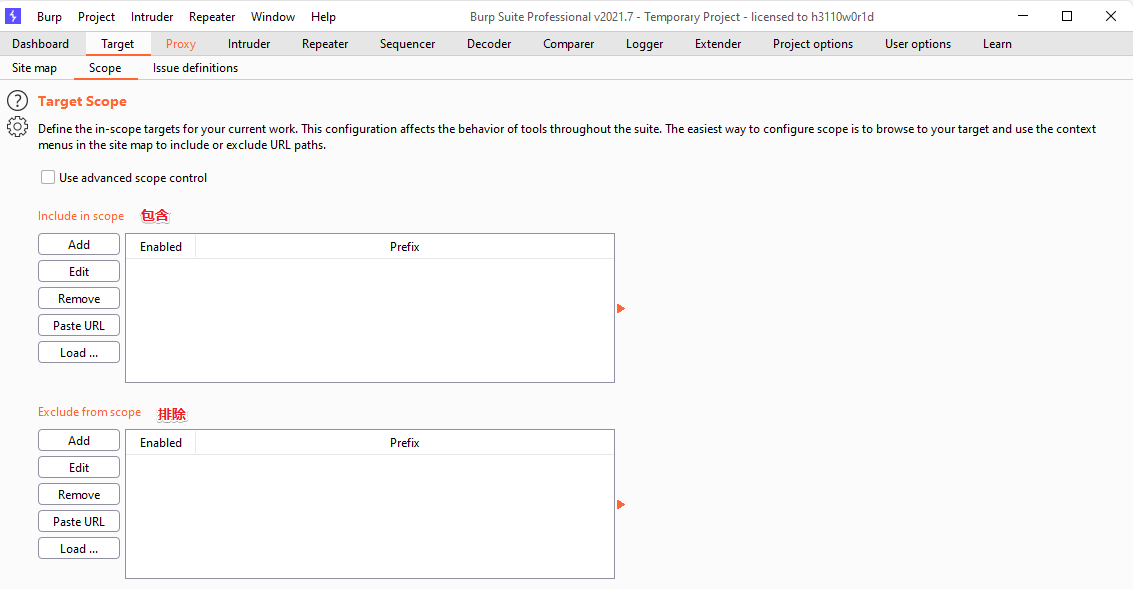 Burp Project Intruder Repeater Window Help Burp Suite Professional v2021.7 - Temporary Project - licensed to h3110w0r1d
Dashboard Target Proxy Intruder Repeater Sequencer Decoder Comparer Logger Extender Project options User options Learn
Site map Scope Issue definitions
? Target Scope
Define the in-scope targets for your current work. This configuration affects the behavior of tools throughout the suite. The easiest way to configure scope is to browse to your target and use the context
menus in the site map to include or exclude URL paths.
Use advanced scope control
Include in scope 包含
Add Enabled Prefix
Edit
Remove
Paste URL
Load ...
Exclude from scope 排除
Add Enabled Prefix
Edit
Remove
Paste URL
Load ...